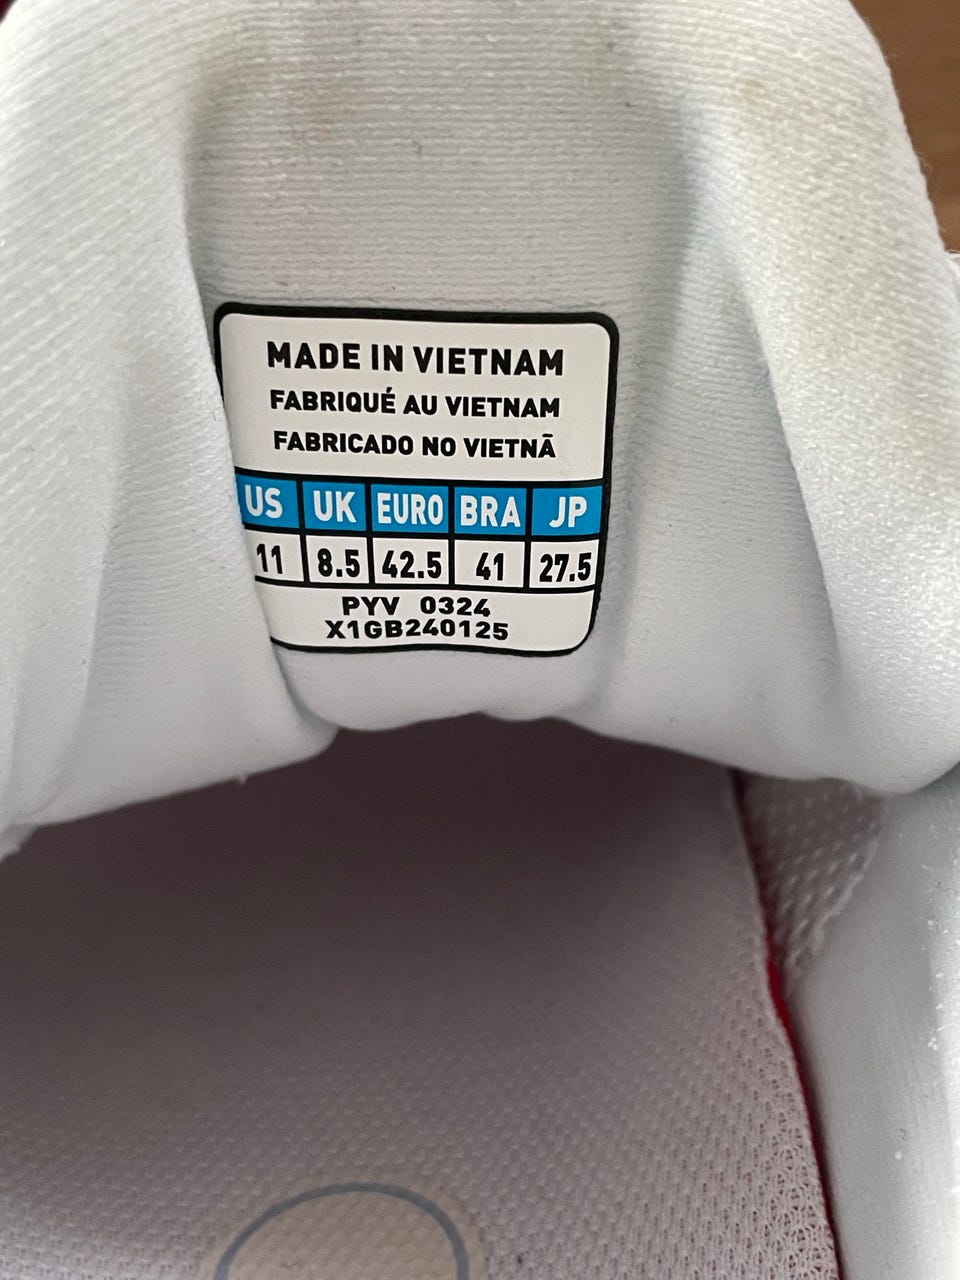 MADE IN VIETNAM
FABRIQUÉ AU VIETNAM
FABRICADO NO VIETNÃ
US UK EURO BRA JP
11 8.5 42.5 41 27.5
PYV 0324
X1GB240125